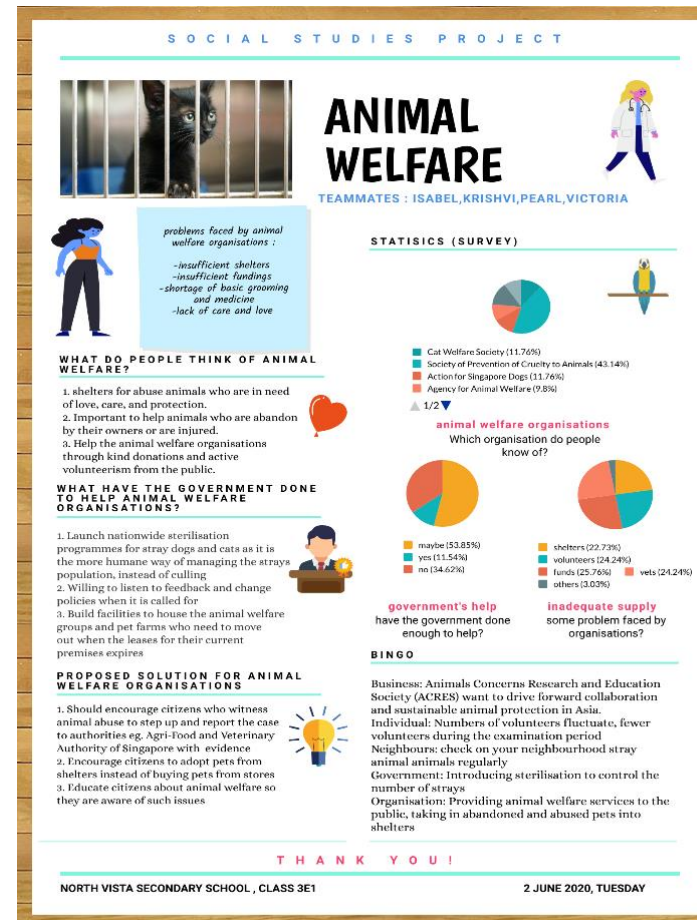 SOCIAL STUDIES PROJECT
ANIMAL
WELFARE
TEAMMATES : ISABEL,KRISHVI,PEARL,VICTORIA
problems faced by animal
welfare organisations :
-insufficient shelters
-insufficient fundings
-shortage of basic grooming
and medicine
-lack of care and love
WHAT DO PEOPLE THINK OF ANIMAL
WELFARE?
1. shelters for abuse animals who are in need
of love, care, and protection.
2. Important to help animals who are abandon
by their owners or are injured.
3. Help the animal welfare organisations
through kind donations and active
volunteerism from the public.
WHAT HAVE THE GOVERNMENT DONE
TO HELP ANIMAL WELFARE
ORGANISATIONS?
1. Launch nationwide sterilisation
programmes for stray dogs and cats as it is
the more humane way of managing the strays
population, instead of culling
2. Willing to listen to feedback and change
policies when it is called for
3. Build facilities to house the animal welfare
groups and pet farms who need to move
out when the leases for their current
premises expires
PROPOSED SOLUTION FOR ANIMAL
WELFARE ORGANISATIONS
1. Should encourage citizens who witness
animal abuse to step up and report the case
to authorities eg. Agri-Food and Veterinary
Authority of Singapore with evidence
2. Encourage citizens to adopt pets from
shelters instead of buying pets from stores
3. Educate citizens about animal welfare so
they are aware of such issues
STATISICS (SURVEY)
Cat Welfare Society (11.76%)
Society of Prevention of Cruelty to Animals (43.14%)
Action for Singapore Dogs (11.76%)
Agency for Animal Welfare (9.8%)
1/2
animal welfare organisations
Which organisation do people
know of?
maybe (53.85%)
yes (11.54%)
no (34.62%)
government's help
have the government done
enough to help?
shelters (22.73%)
volunteers (24.24%)
funds (25.76%) vets (24.24%)
others (3.03%)
inadequate supply
some problem faced by
organisations?
BINGO
Business: Animals Concerns Research and Education
Society (ACRES) want to drive forward collaboration
and sustainable animal protection in Asia.
Individual: Numbers of volunteers fluctuate, fewer
volunteers during the examination period
Neighbours: check on your neighbourhood stray
animal animals regularly
Government: Introducing sterilisation to control the
number of strays
Organisation: Providing animal welfare services to the
public, taking in abandoned and abused pets into
shelters
THANK YOU!
NORTH VISTA SECONDARY SCHOOL , CLASS 3E1
2 JUNE 2020, TUESDAY